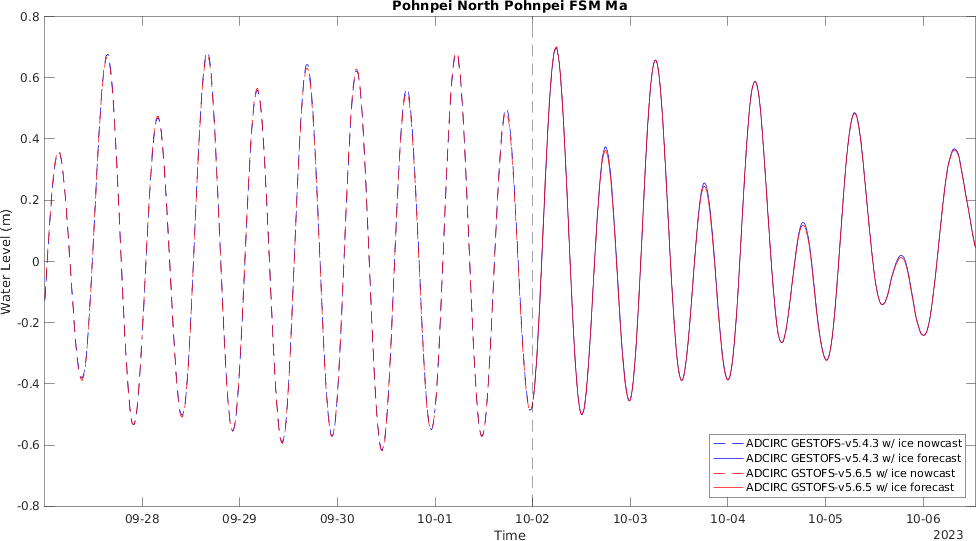 Pohnpei North Pohnpei FSM Ma
0.8
0.6
0.4
0.2
0
-0.2
-0.4
-0.6
-0.8
Water Level (m)
ADCIRC GESTOFS-v5.4.3 w/ ice nowcast
ADCIRC GESTOFS-v5.4.3 w/ ice forecast
ADCIRC GSTOFS-v5.6.5 w/ ice nowcast
ADCIRC GSTOFS-v5.6.5 w/ ice forecast
09-28 09-29 09-30 10-01 10-02 10-03 10-04 10-05 10-06
Time
2023